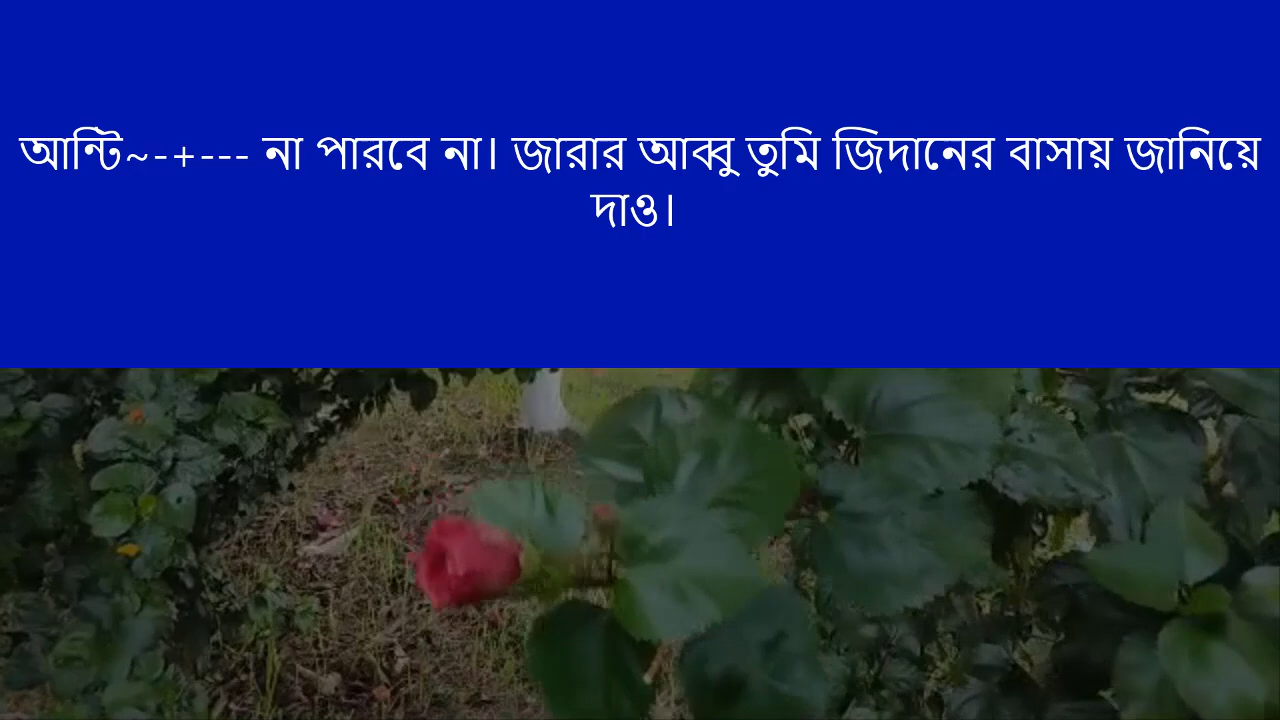 আন্টি~-+--- না পারবে না। জারার আব্বু তুমি জিদানের বাসায় জানিয়ে
দাও।